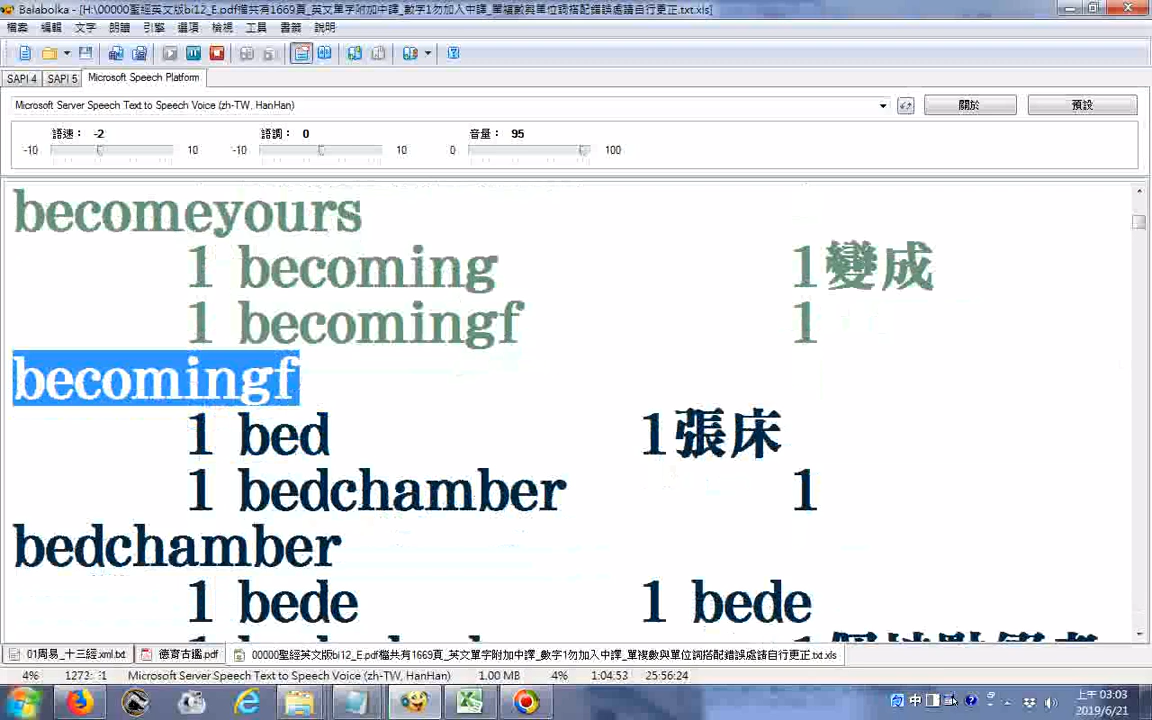 Balabolka - [H:\00000聖經英文版bi12_E.pdf檔共有1669頁_英文單字附加中譯_數字1勿加入中譯_單複數與單位詞搭配錯誤處請自行更正.txt.xls]
檔案 編輯 文字 朗讀 引擎 選項 檢視 工具 書籤 說明
SAPI 4 SAPI 5 Microsoft Speech Platform
Microsoft Server Speech Text to Speech Voice (zh-TW, HanHan) 關於 預設
語速： -2 語調： 0 音量： 95
-10 10 -10 10 0 100
becomeyours
1 becoming 1變成
1 becomingf 1
becomingf
1 bed 1張床
1 bedchamber 1
bedchamber
1 bede 1 bede
01周易_十三經.xml.txt 德育古鑑.pdf 00000聖經英文版bi12_E.pdf檔共有1669頁_英文單字附加中譯_數字1勿加入中譯_單複數與單位詞搭配錯誤處請自行更正.txt.xls
4% 1273: 1 Microsoft Server Speech Text to Speech Voice (zh-TW, HanHan) 1.00 MB 4% 1:04:53 25:56:24
中 上午 03:03
2019/6/21